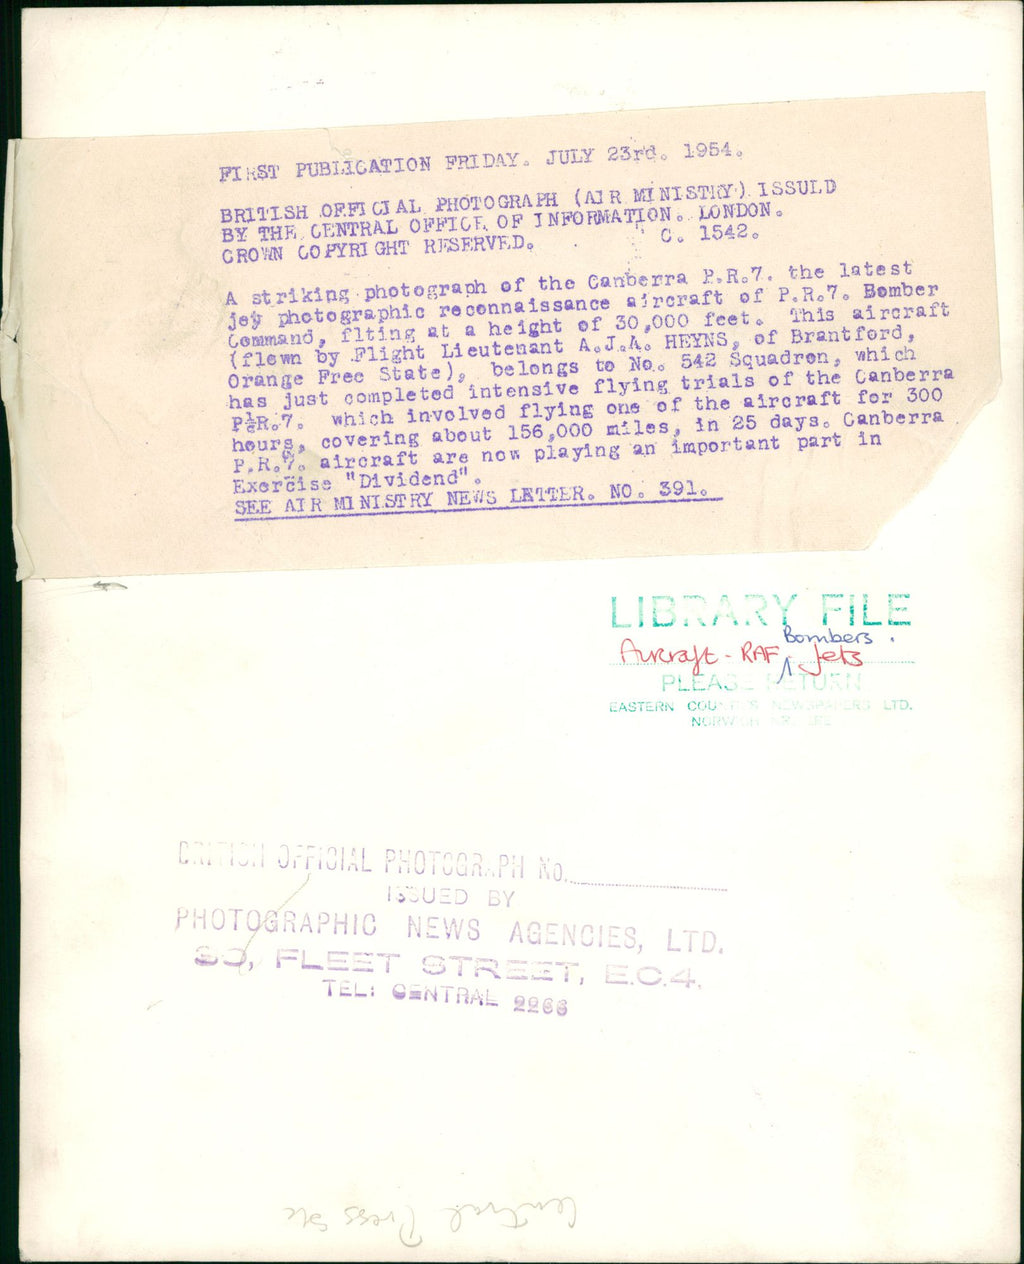 FIRST PUBLICATION FRIDAY. JULY 23rd. 1954.
BRITISH OFFICIAL PHOTOGRAPH (AIR MINISTRY) ISSULD
BY THE CENTRAL OFFICE OF INFORMATION. LONDON.
CROWN COPYRIGHT RESERVED. C. 1542.
A striking photograph of the Canberra P.R.7. the latest
jey photographic reconnaissance aircraft of P.R.7. Bomber
Command, flting at a height of 30,000 feet. This aircraft
(flown by Flight Lieutenant A.J.A. HEYNS, of Brantford,
Orange Free State), belongs to No. 542 Squadron, which
has just completed intensive flying trials of the Canberra
P.R.7. which involved flying one of the aircraft for 300
hours, covering about 156,000 miles, in 25 days. Canberra
P.R.7. aircraft are now playing an important part in
Exercise "Dividend".
SEE AIR MINISTRY NEWS LETTER. NO. 391.
LIBRARY FILE
Bombers.
Aircraft - RAF - Jets
PLEASE RETURN
EASTERN COUNTIES NEWSPAPERS LTD.
BRITISH OFFICIAL PHOTOGRAPH No.
ISSUED BY
PHOTOGRAPHIC NEWS AGENCIES, LTD.
30, FLEET STREET, E.C.4.
TEL: CENTRAL 2266
Central Press